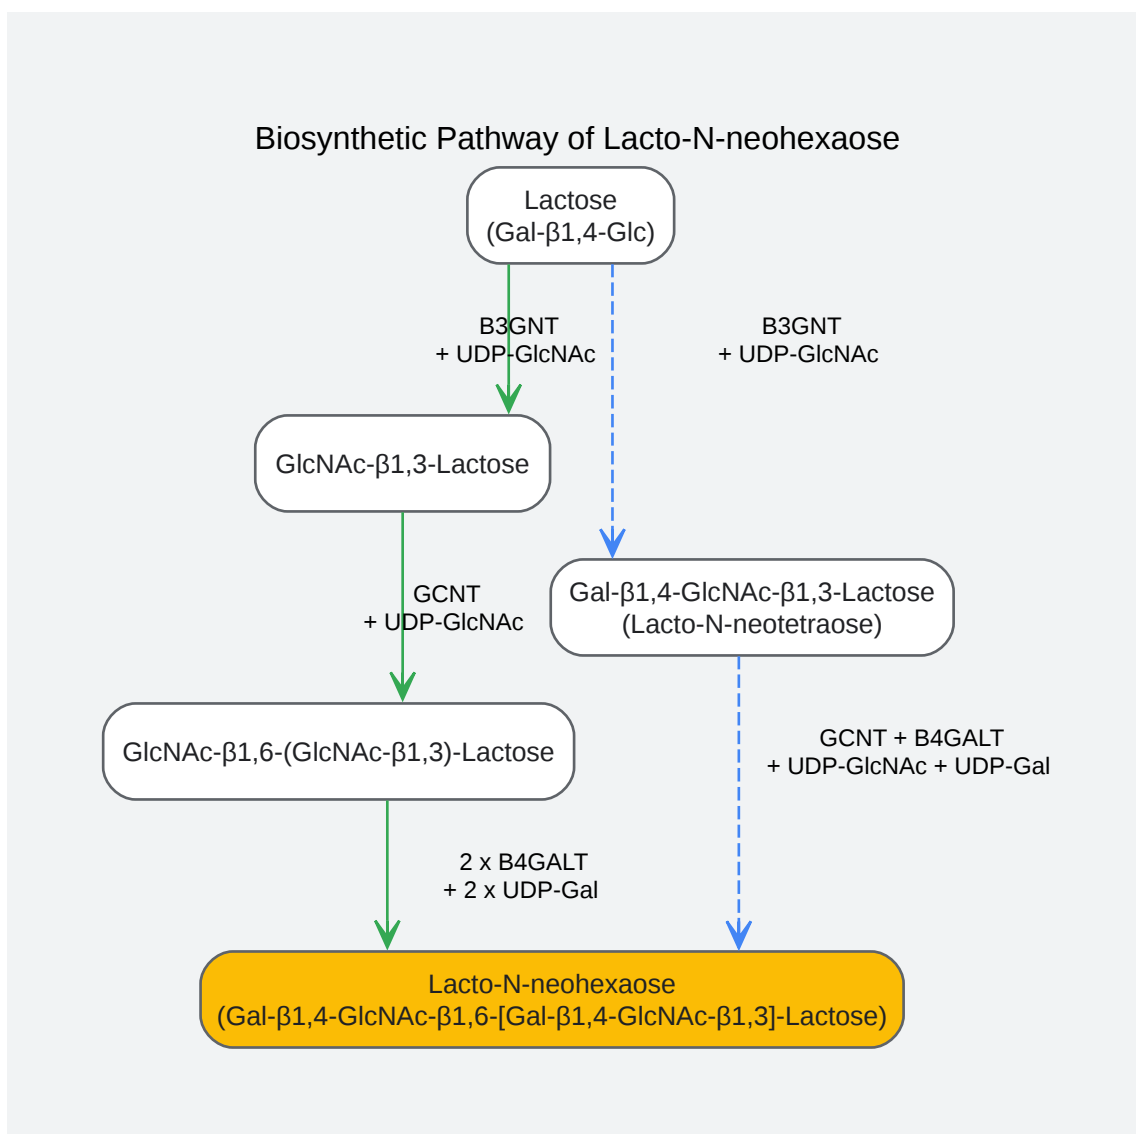 Biosynthetic Pathway of Lacto-N-neohexaose
Lactose
(Gal-β1,4-Glc)
B3GNT
+ UDP-GlcNAc
B3GNT
+ UDP-GlcNAc
GlcNAc-β1,3-Lactose
GCNT
+ UDP-GlcNAc
Gal-β1,4-GlcNAc-β1,3-Lactose
(Lacto-N-neotetraose)
GlcNAc-β1,6-(GlcNAc-β1,3)-Lactose
GCNT + B4GALT
+ UDP-GlcNAc + UDP-Gal
2 x B4GALT
+ 2 x UDP-Gal
Lacto-N-neohexaose
(Gal-β1,4-GlcNAc-β1,6-[Gal-β1,4-GlcNAc-β1,3]-Lactose)